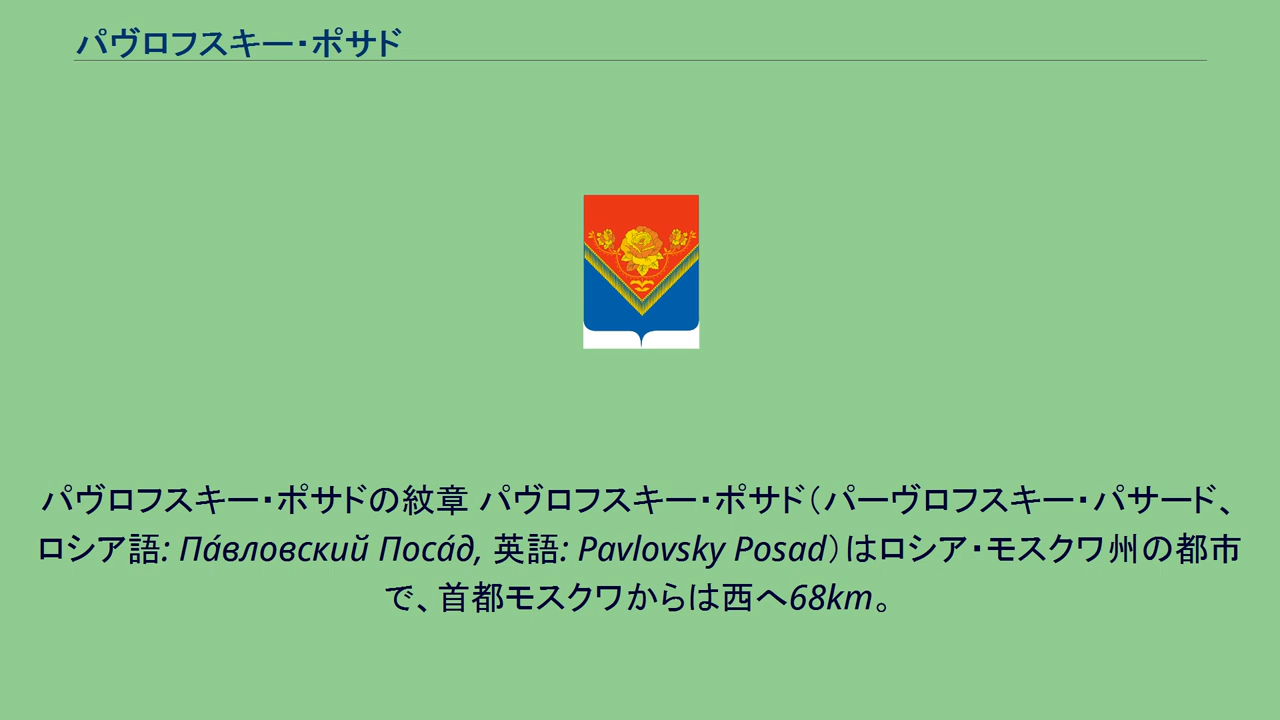 パヴロフスキー・ポサド
パヴロフスキー・ポサドの紋章 パヴロフスキー・ポサド（パーヴロフスキー・パサード、
ロシア語: Па́вловский Поса́д, 英語: Pavlovsky Posad）はロシア・モスクワ州の都市
で、首都モスクワからは西へ68km。